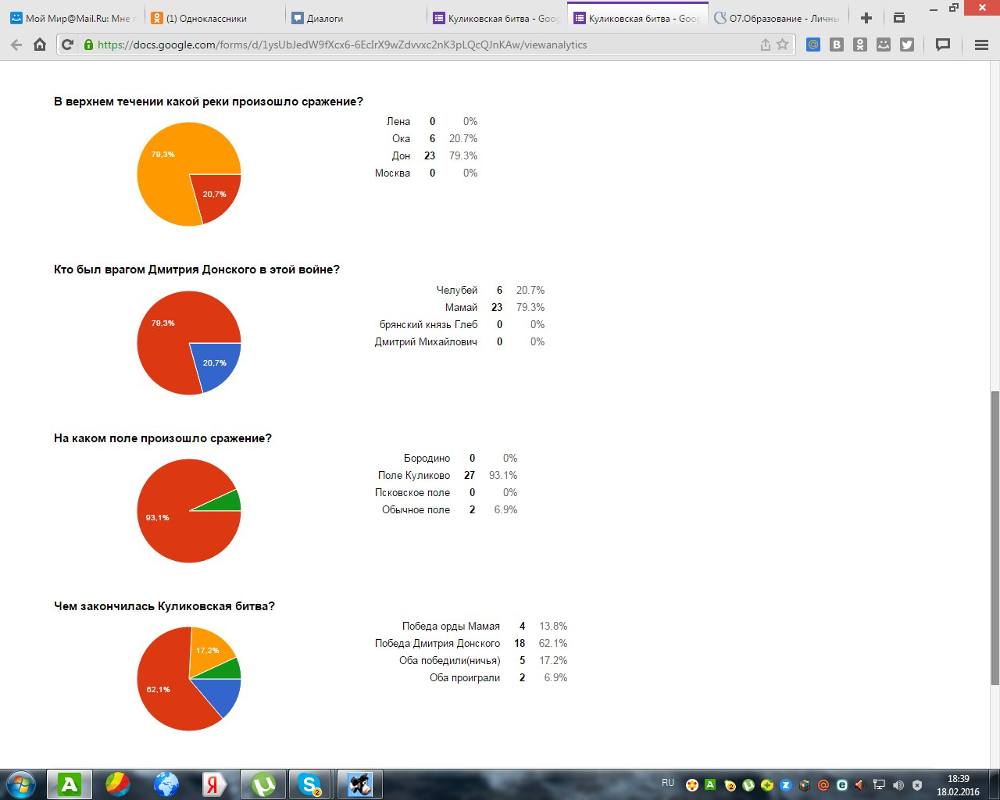 Мой Мир@Mail.Ru: Мне п
(1) Одноклассники
Диалоги
Куликовская битва - Goog
Куликовская битва - Goog
О7.Образование - Личны
https://docs.google.com/forms/d/1ysUbJedW9fXcx6-6EcIrX9wZdvvxc2nK3pLQcQJnKAw/viewanalytics
В верхнем течении какой реки произошло сражение?
79,3%
20,7%
Лена 0 0%
Ока 6 20.7%
Дон 23 79.3%
Москва 0 0%
Кто был врагом Дмитрия Донского в этой войне?
79,3%
20,7%
Челубей 6 20.7%
Мамай 23 79.3%
брянский князь Глеб 0 0%
Дмитрий Михайлович 0 0%
На каком поле произошло сражение?
93,1%
Бородино 0 0%
Поле Куликово 27 93.1%
Псковское поле 0 0%
Обычное поле 2 6.9%
Чем закончилась Куликовская битва?
17,2%
62,1%
Победа орды Мамая 4 13.8%
Победа Дмитрия Донского 18 62.1%
Оба победили(ничья) 5 17.2%
Оба проиграли 2 6.9%
RU
18:39
18.02.2016